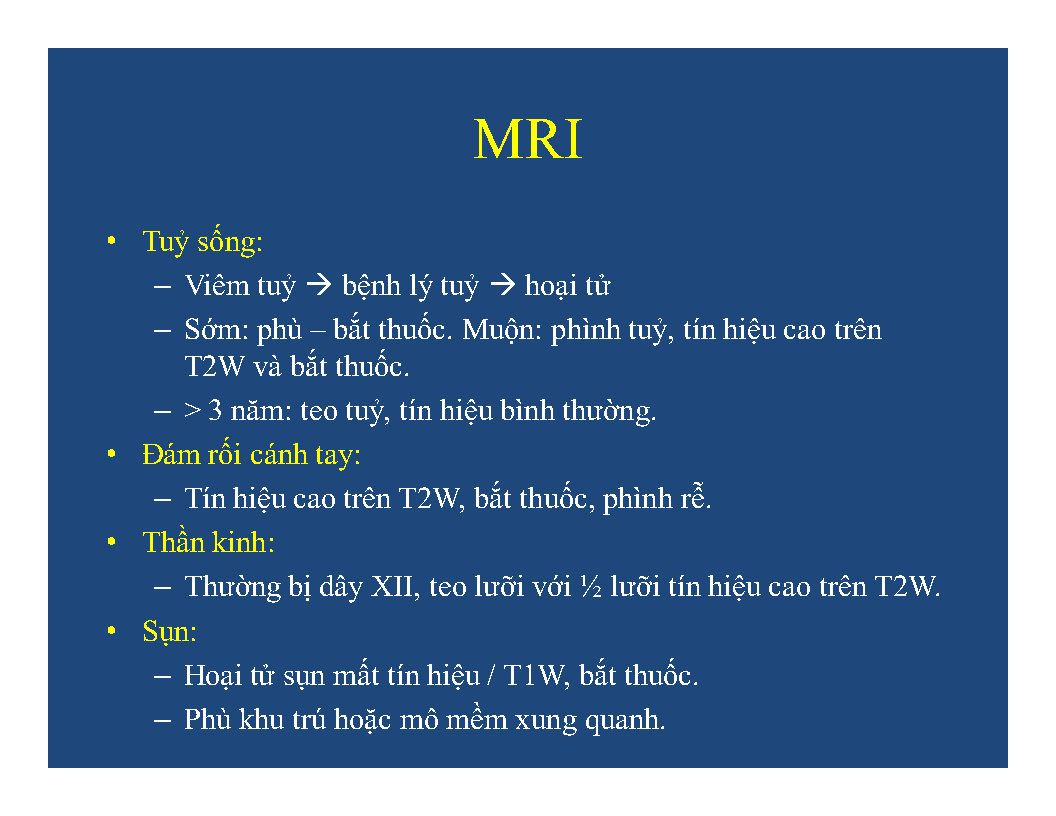 MRI
• Tuỷ sống:
– Viêm tuỷ → bệnh lý tuỷ → hoại tử
– Sớm: phù – bắt thuốc. Muộn: phình tuỷ, tín hiệu cao trên
T2W và bắt thuốc.
– > 3 năm: teo tuỷ, tín hiệu bình thường.
• Đám rối cánh tay:
– Tín hiệu cao trên T2W, bắt thuốc, phình rễ.
• Thần kinh:
– Thường bị dây XII, teo lưỡi với ½ lưỡi tín hiệu cao trên T2W.
• Sụn:
– Hoại tử sụn mất tín hiệu / T1W, bắt thuốc.
– Phù khu trú hoặc mô mềm xung quanh.